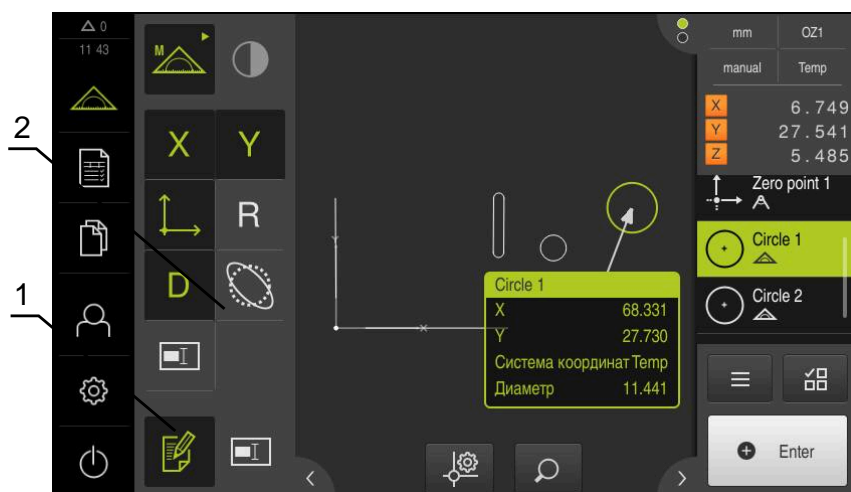 2
1
0
11 43
M
X Y
R
D
mm OZ1
manual Temp
X 6.749
Y 27.541
Z 5.485
Zero point 1
Circle 1
Circle 2
Y
X
Circle 1
X 68.331
Y 27.730
Система координат Temp
Диаметр 11.441
Enter